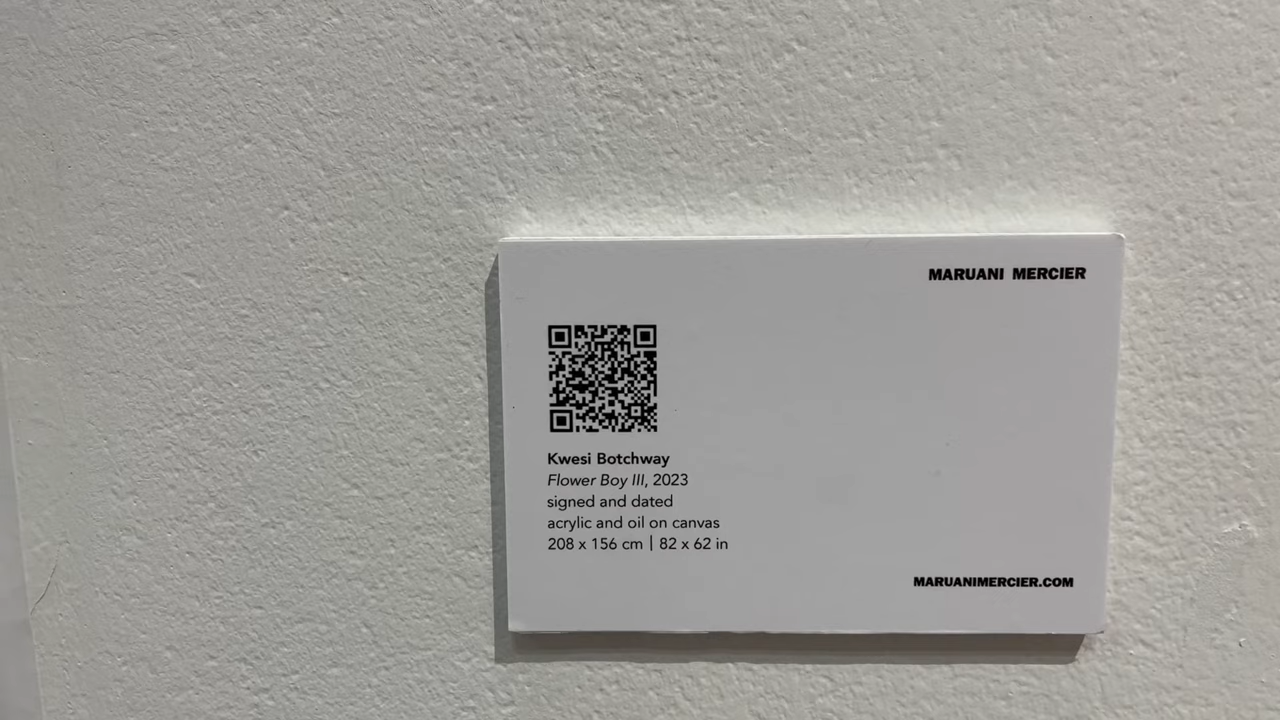 MARUANI MERCIER
Kwesi Botchway
Flower Boy III, 2023
signed and dated
acrylic and oil on canvas
208 x 156 cm | 82 x 62 in
MARUANIMERCIER.COM